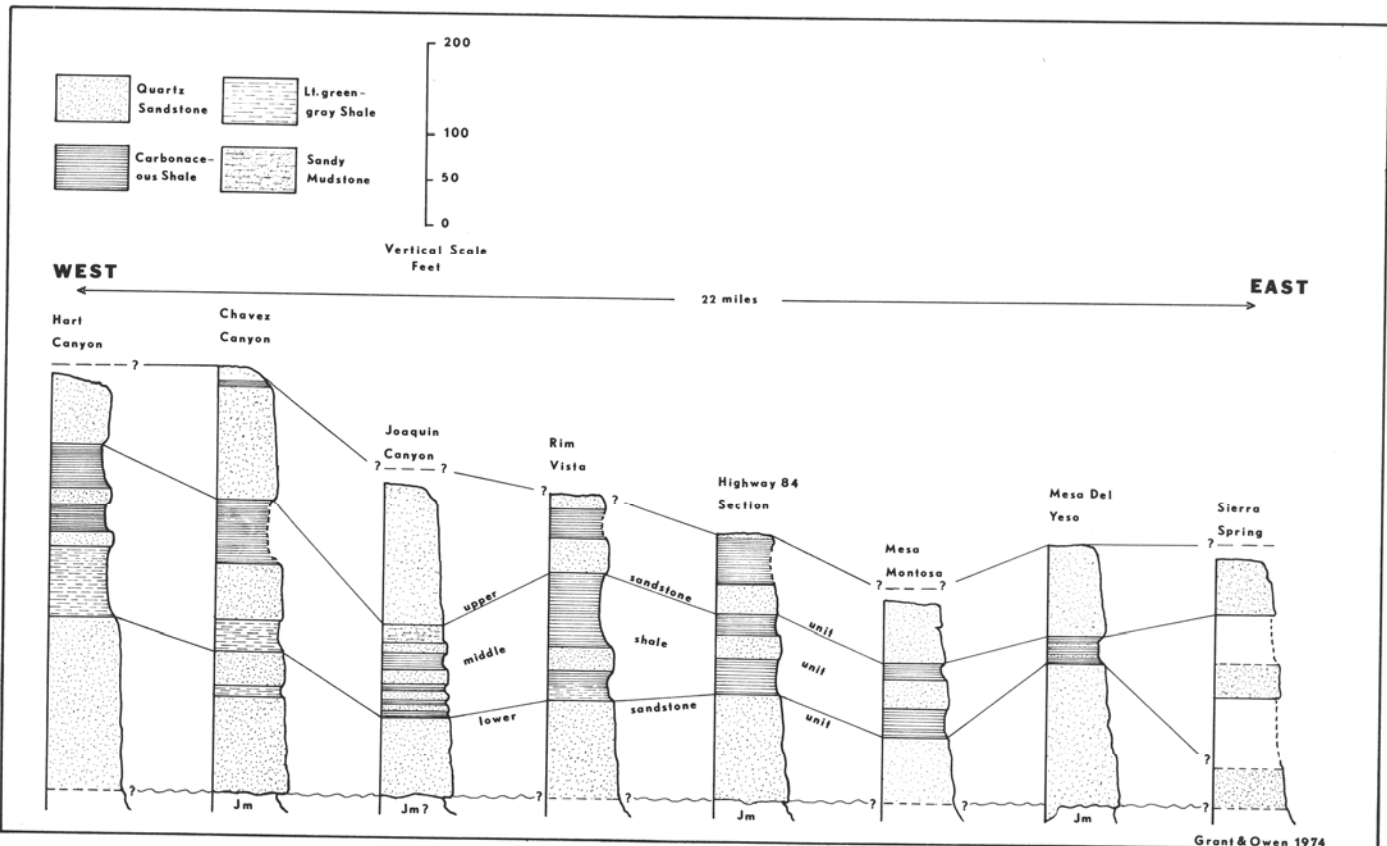 200
100
50
0
Vertical Scale
Feet
Quartz
Sandstone
Lt. green-
gray Shale
Carbonace-
ous Shale
Sandy
Mudstone
WEST
EAST
22 miles
Hart
Canyon
Chavez
Canyon
Joaquin
Canyon
Rim
Vista
Highway 84
Section
Mesa
Montosa
Mesa Del
Yeso
Sierra
Spring
?
? ?
? ?
? ?
?
upper sandstone unit
middle shale unit
lower sandstone unit
?
? ? ? ? ? ? ?
Jm
Jm?
Jm
Jm
Grant & Owen 1974